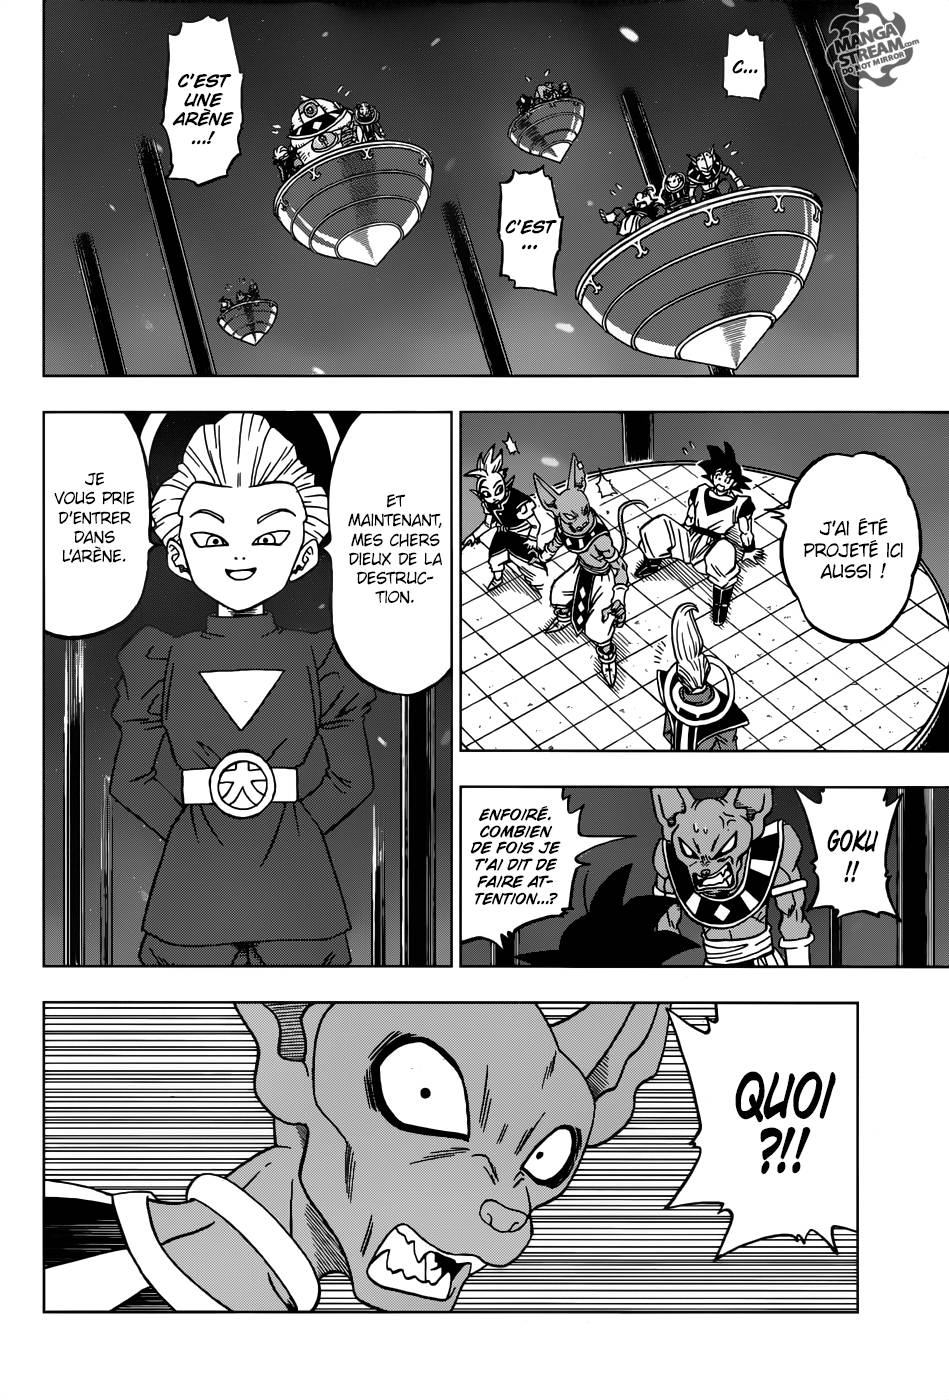 MANGA
STREAM.com
DO NOT MIRROR
C...
C'EST
...
C'EST
UNE
ARÈNE
...!
J'AI ÉTÉ
PROJETÉ ICI
AUSSI !
ET
MAINTENANT,
MES CHERS
DIEUX DE LA
DESTRUC-
TION.
JE
VOUS PRIE
D'ENTRER
DANS
L'ARÈNE.
大
GOKU
!!
ENFOIRÉ.
COMBIEN
DE FOIS JE
T'AI DIT DE
FAIRE AT-
TENTION...?
QUOI
?!!